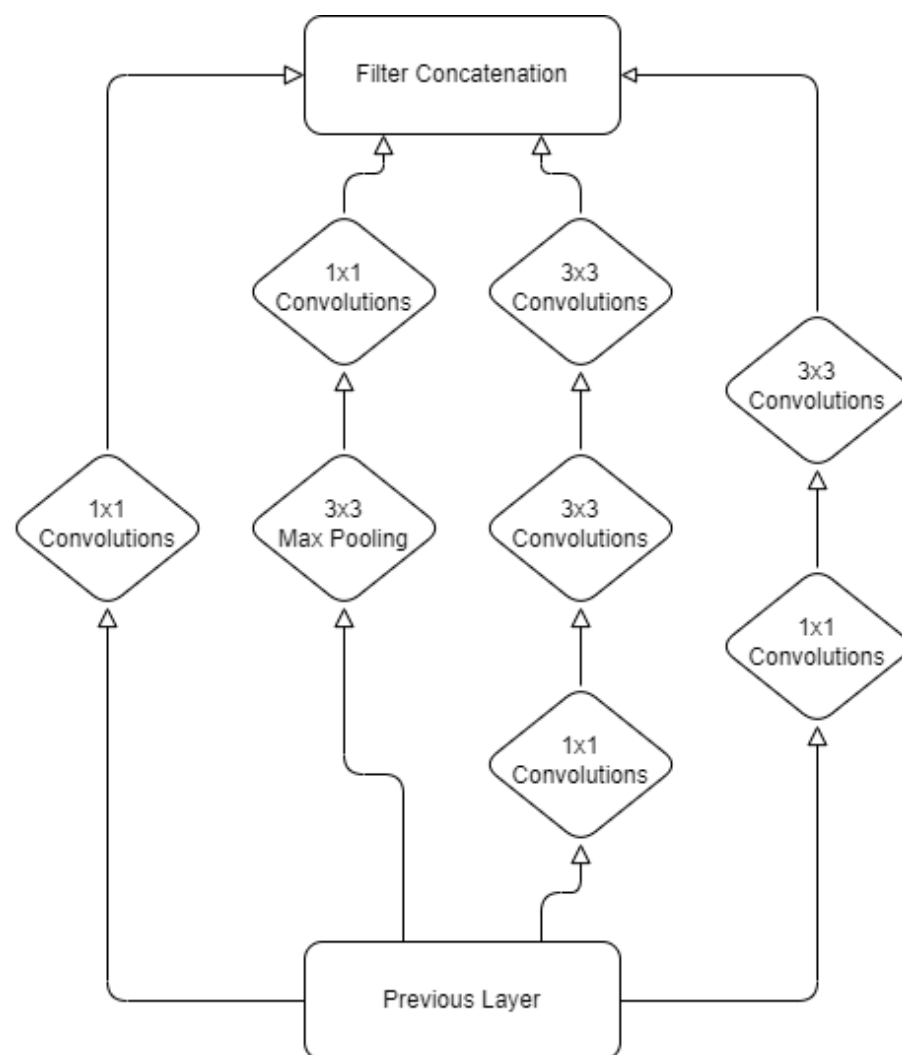 Filter Concatenation
1x1
Convolutions
3x3
Convolutions
3x3
Convolutions
1x1
Convolutions
3x3
Max Pooling
3x3
Convolutions
1x1
Convolutions
1x1
Convolutions
Previous Layer